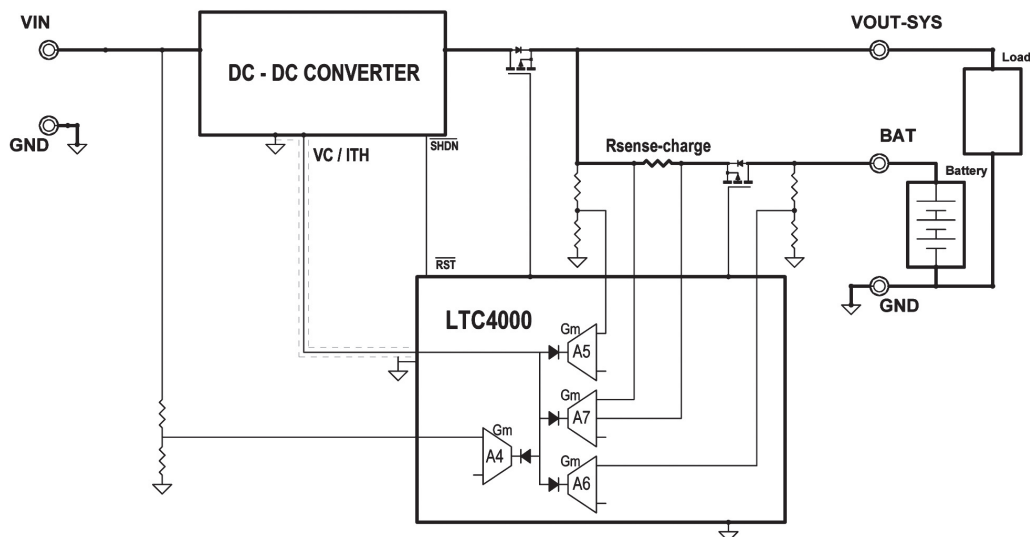 VIN
VOUT-SYS
Load
DC - DC CONVERTER
GND
VC / ITH
SHDN
Rsense-charge
BAT
Battery
RST
GND
LTC4000
Gm
A5
Gm
A7
Gm
A4
Gm
A6